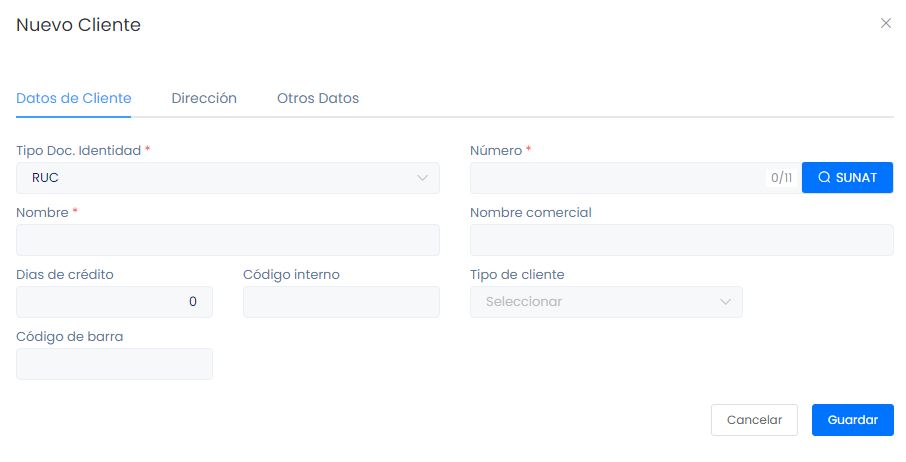 Nuevo Cliente
Datos de Cliente Dirección Otros Datos
Tipo Doc. Identidad * Número *
RUC 0/11 SUNAT
Nombre * Nombre comercial
Dias de crédito Código interno Tipo de cliente
0 Seleccionar
Código de barra
Cancelar Guardar